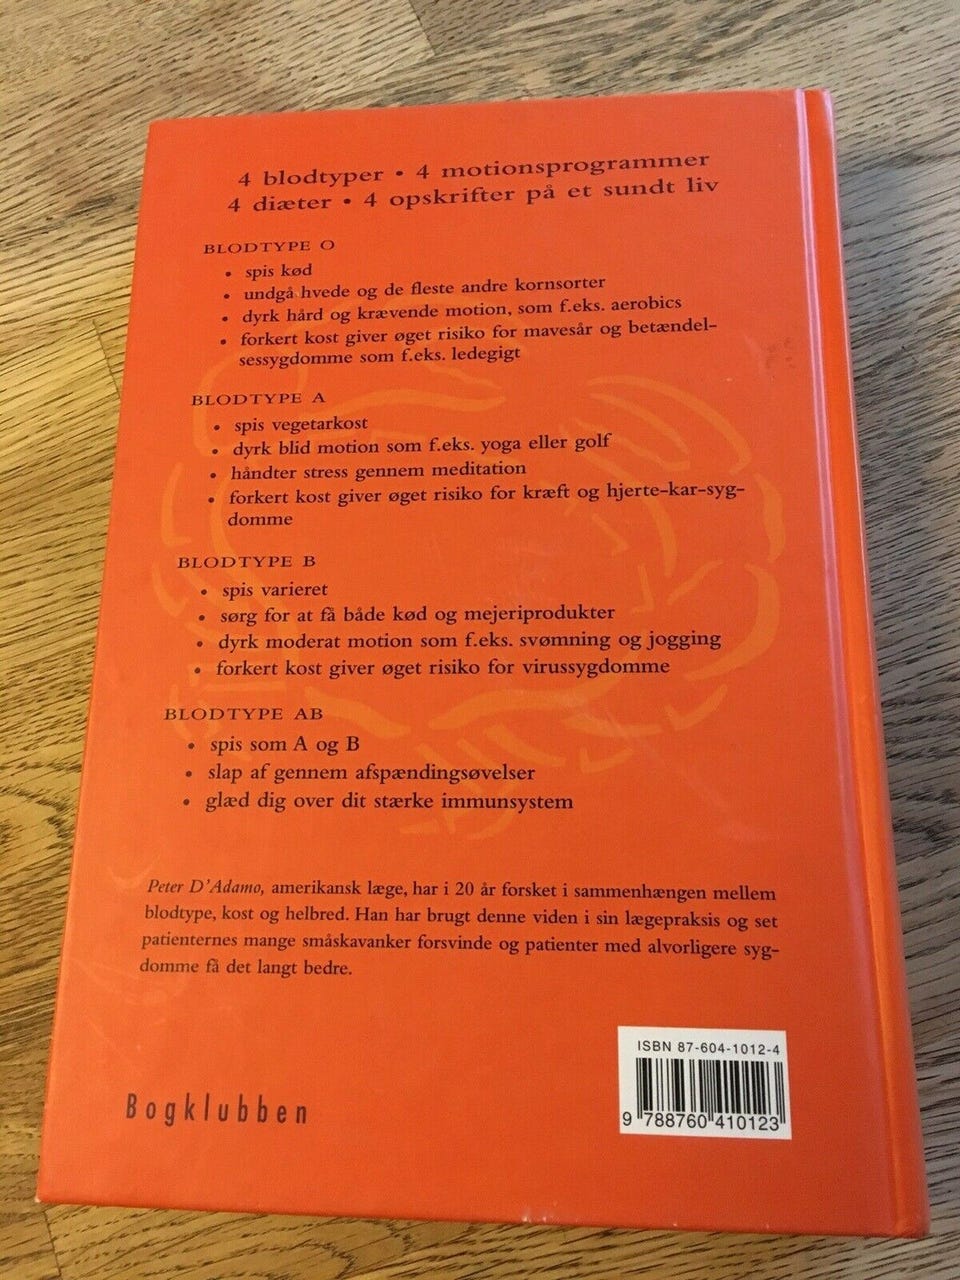 4 blodtyper • 4 motionsprogrammer
4 diæter • 4 opskrifter på et sundt liv
BLODTYPE O
• spis kød
• undgå hvede og de fleste andre kornsorter
• dyrk hård og krævende motion, som f.eks. aerobics
• forkert kost giver øget risiko for mavesår og betændel-
sessygdomme som f.eks. ledegigt
BLODTYPE A
• spis vegetarkost
• dyrk blid motion som f.eks. yoga eller golf
• håndter stress gennem meditation
• forkert kost giver øget risiko for kræft og hjerte-kar-syg-
domme
BLODTYPE B
• spis varieret
• sørg for at få både kød og mejeriprodukter
• dyrk moderat motion som f.eks. svømning og jogging
• forkert kost giver øget risiko for virussygdomme
BLODTYPE AB
• spis som A og B
• slap af gennem afspændingsøvelser
• glæd dig over dit stærke immunsystem
Peter D'Adamo, amerikansk læge, har i 20 år forsket i sammenhængen mellem
blodtype, kost og helbred. Han har brugt denne viden i sin lægepraksis og set
patienternes mange småskavanker forsvinde og patienter med alvorligere syg-
domme få det langt bedre.
Bogklubben
ISBN 87-604-1012-4
9 788760 410123